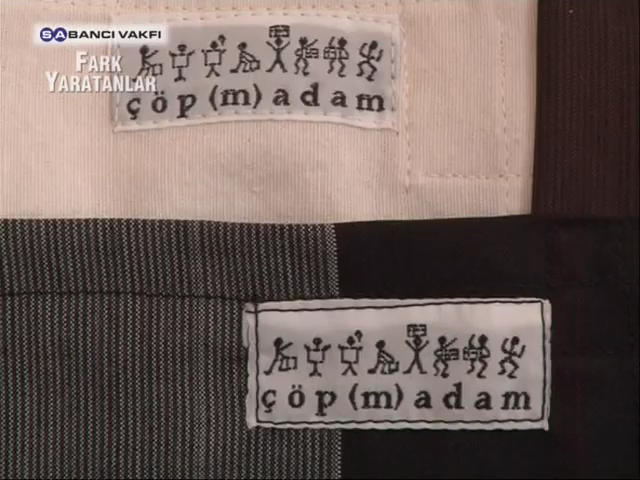 SABANCI VAKFI
FARK
YARATANLAR
çöp(m)adam
çöp(m)adam